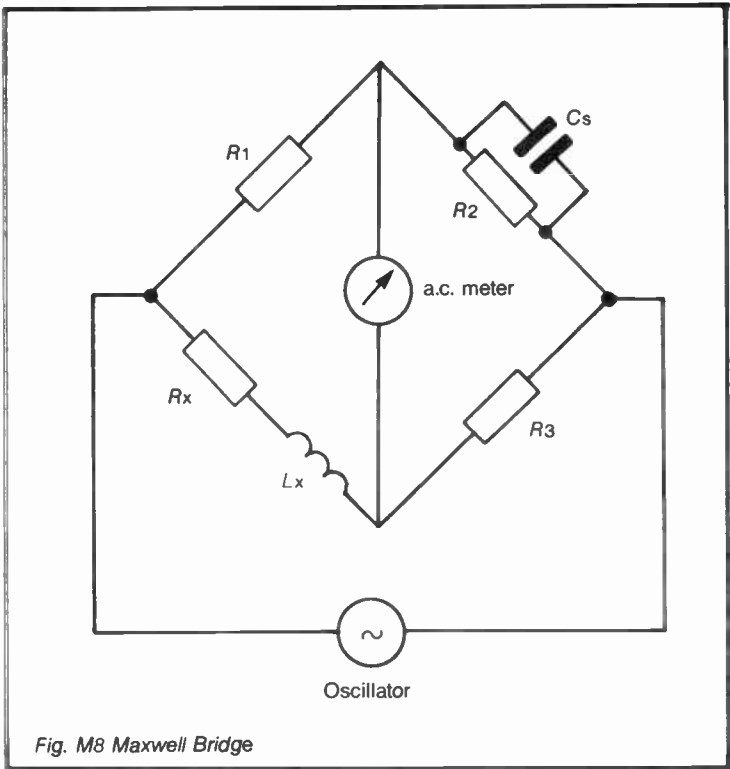 Cs
R1
R2
a.c. meter
Rx
R3
Lx
~
Oscillator
Fig. M8 Maxwell Bridge